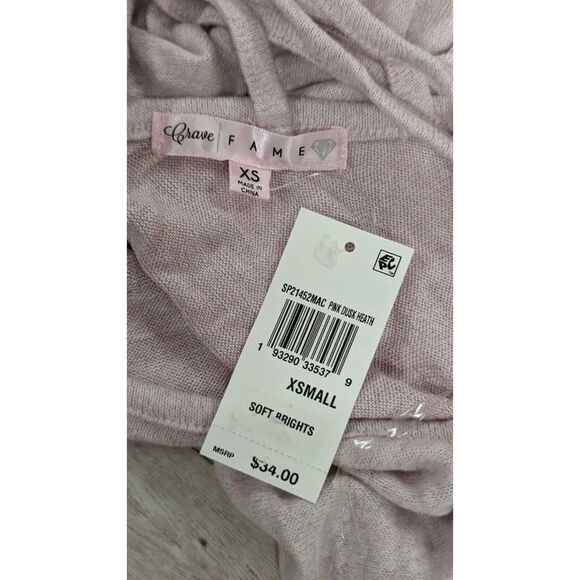 Crave | FAME
XS
MADE IN
CHINA
SP21452MAC PINK DUSK HEATH
1 93290 33537 9
XSMALL
SOFT BRIGHTS
MSRP
$34.00